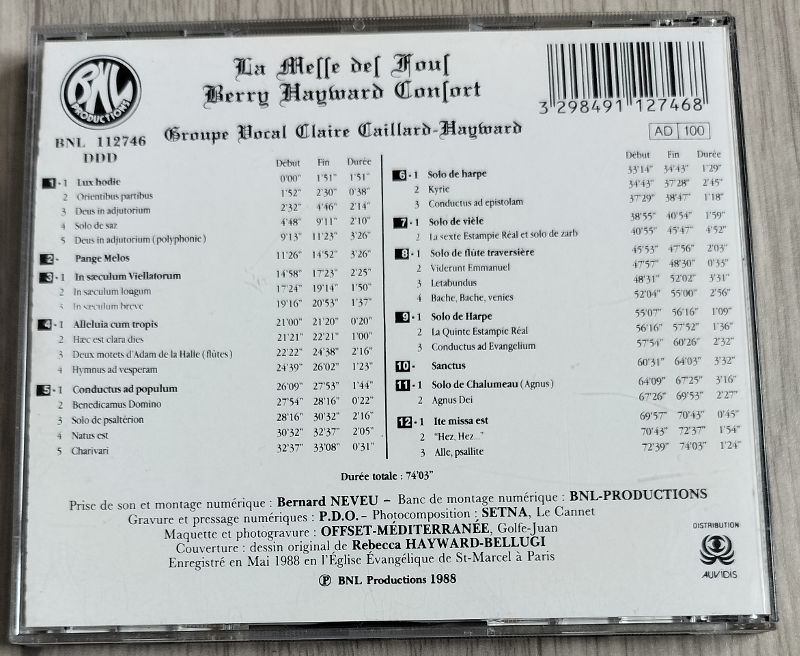 BNL
PRODUCTIONS
La Meſſe deſ Fouſ
Berry Hayward Conſort
Groupe Vocal Claire Caillard-Hayward
BNL 112746
DDD
3 298491 127468
AD 100
Début Fin Durée
1 · 1 Lux hodie 0'00" 1'51" 1'51"
2 Orientibus partibus 1'52" 2'30" 0'38"
3 Deus in adjutorium 2'32" 4'46" 2'14"
4 Solo de saz 4'48" 9'11" 2'10"
5 Deus in adjutorium (polyphonic) 9'13" 11'23" 3'26"
2 · Pange Melos 11'26" 14'52" 3'26"
3 · 1 In sæculum Viellatorum 14'58" 17'23" 2'25"
2 In sæculum longum 17'24" 19'14" 1'50"
3 In sæculum breve 19'16" 20'53" 1'37"
4 · 1 Alleluia cum tropis 21'00" 21'20" 0'20"
2 Hæc est clara dies 21'21" 22'21" 1'00"
3 Deux motets d'Adam de la Halle (flûtes) 22'22" 24'38" 2'16"
4 Hymnus ad vesperam 24'39" 26'02" 1'23"
5 · 1 Conductus ad populum 26'09" 27'53" 1'44"
2 Benedicamus Domino 27'54" 28'16" 0'22"
3 Solo de psaltérion 28'16" 30'32" 2'16"
4 Natus est 30'32" 32'37" 2'05"
5 Charivari 32'37" 33'08" 0'31"
Début Fin Durée
6 · 1 Solo de harpe 33'14" 34'43" 1'29"
2 Kyrie 34'43" 37'28" 2'45"
3 Conductus ad epistolam 37'29" 38'47" 1'18"
7 · 1 Solo de vièle 38'55" 40'54" 1'59"
2 La sexte Estampie Réal et solo de zarb 40'55" 45'47" 4'52"
8 · 1 Solo de flûte traversière 45'53" 47'56" 2'03"
2 Viderunt Emmanuel 47'57" 48'30" 0'33"
3 Letabundus 48'31" 52'02" 3'31"
4 Bache, Bache, venies 52'04" 55'00" 2'56"
9 · 1 Solo de Harpe 55'07" 56'16" 1'09"
2 La Quinte Estampie Réal 56'16" 57'52" 1'36"
3 Conductus ad Evangelium 57'54" 60'26" 2'32"
10 · Sanctus 60'31" 64'03" 3'32"
11 · 1 Solo de Chalumeau (Agnus) 64'09" 67'25" 3'16"
2 Agnus Dei 67'26" 69'53" 2'27"
12 · 1 Ite missa est 69'57" 70'43" 0'45"
2 "Hez, Hez..." 70'43" 72'37" 1'54"
3 Alle, psallite 72'39" 74'03" 1'24"
Durée totale : 74'03"
Prise de son et montage numérique : Bernard NEVEU – Banc de montage numérique : BNL-PRODUCTIONS
Gravure et pressage numériques : P.D.O. – Photocomposition : SETNA, Le Cannet
Maquette et photogravure : OFFSET-MÉDITERRANÉE, Golfe-Juan
Couverture : dessin original de Rebecca HAYWARD-BELLUGI
Enregistré en Mai 1988 en l'Église Évangélique de St-Marcel à Paris
℗ BNL Productions 1988
DISTRIBUTION
AUVIDIS